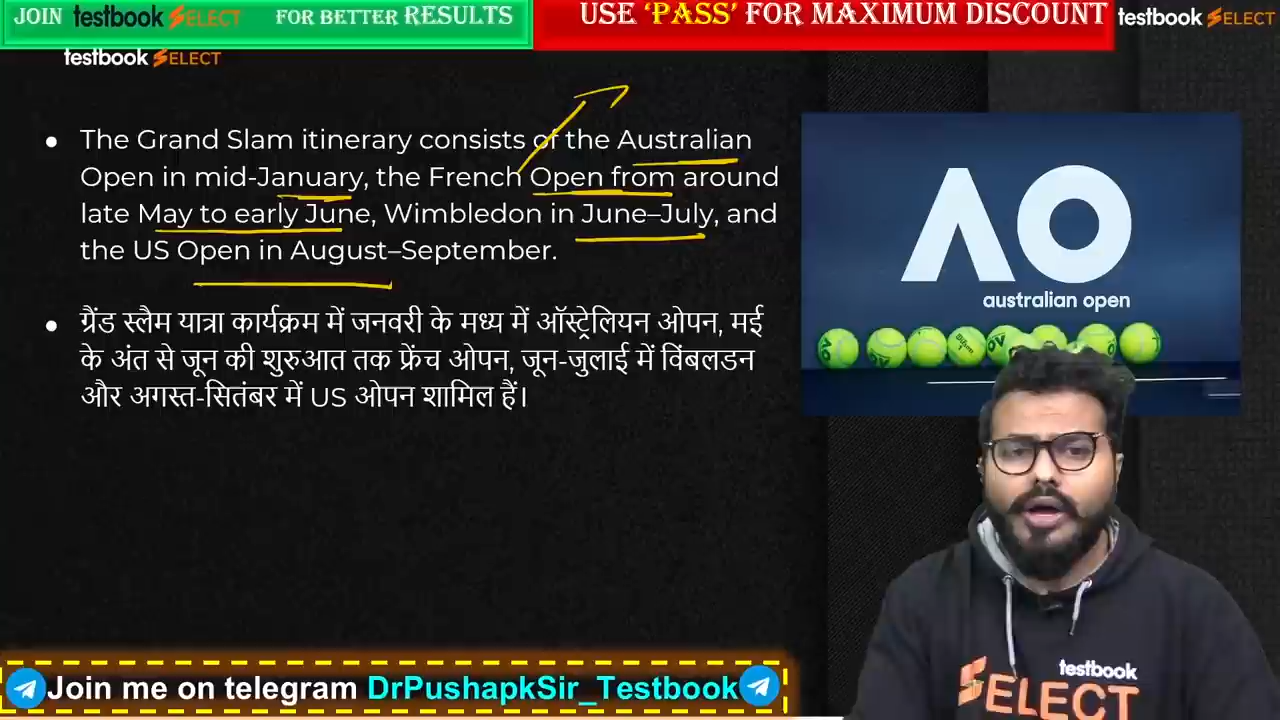 JOIN testbook SELECT FOR BETTER RESULTS
USE ‘PASS’ FOR MAXIMUM DISCOUNT testbook SELECT
testbook SELECT
• The Grand Slam itinerary consists of the Australian
Open in mid-January, the French Open from around
late May to early June, Wimbledon in June–July, and
the US Open in August–September.
• ग्रैंड स्लैम यात्रा कार्यक्रम में जनवरी के मध्य में ऑस्ट्रेलियन ओपन, मई
के अंत से जून की शुरुआत तक फ्रेंच ओपन, जून-जुलाई में विंबलडन
और अगस्त-सितंबर में US ओपन शामिल हैं।
AO
australian open
Wilson
testbook
SELECT
Join me on telegram DrPushapkSir_Testbook